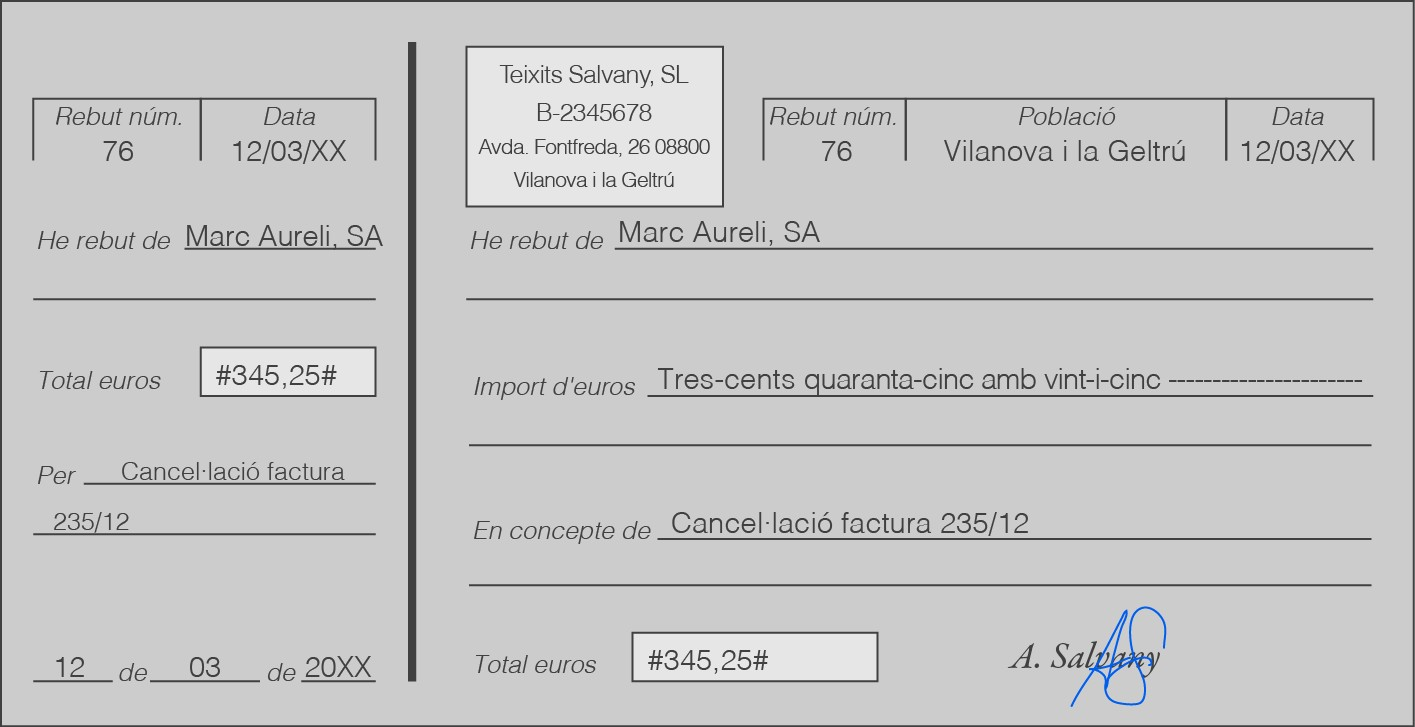 Rebut núm. Data
76 12/03/XX
He rebut de Marc Aureli, SA
Total euros #345,25#
Per Cancel·lació factura
235/12
12 de 03 de 20XX
Teixits Salvany, SL
B-2345678
Avda. Fontfreda, 26 08800
Vilanova i la Geltrú
Rebut núm. Població Data
76 Vilanova i la Geltrú 12/03/XX
He rebut de Marc Aureli, SA
Import d'euros Tres-cents quaranta-cinc amb vint-i-cinc ----------------------
En concepte de Cancel·lació factura 235/12
Total euros #345,25#
A. Salvany